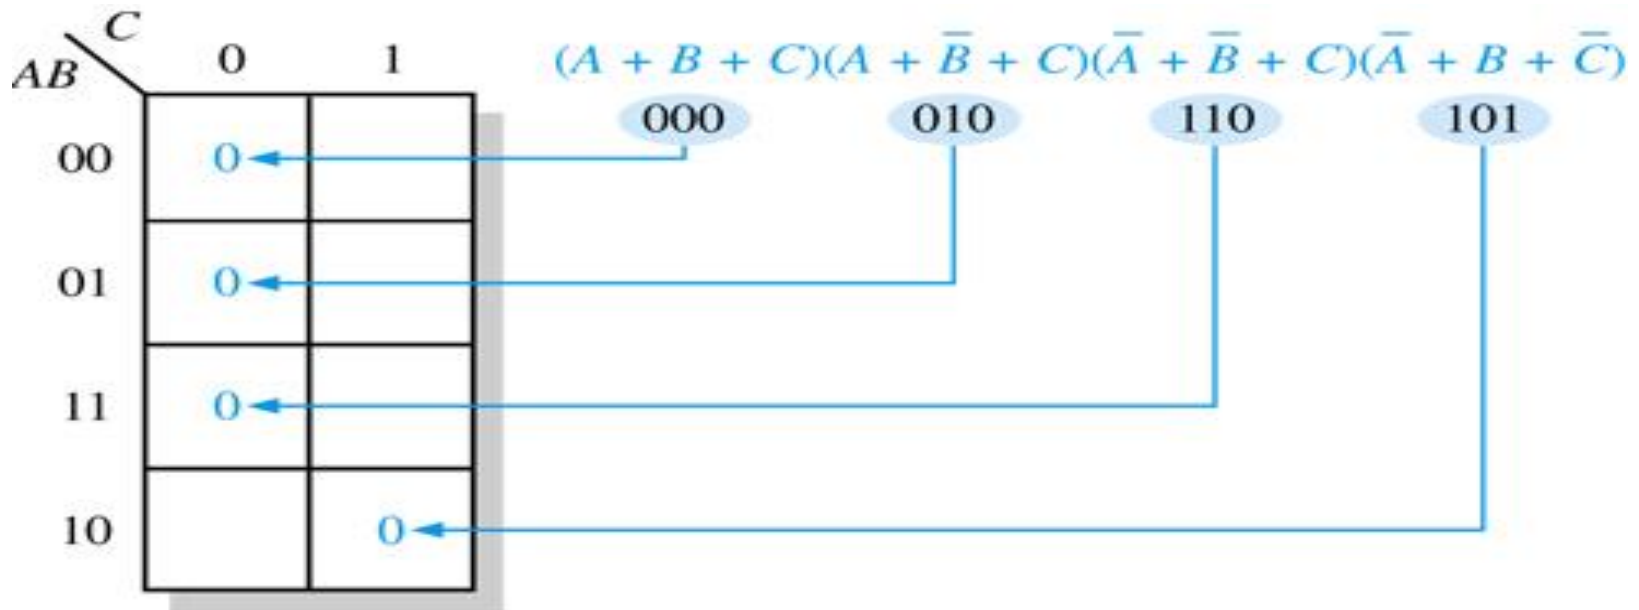 C
AB 0 1 (A + B + C)(A + B̅ + C)(A̅ + B̅ + C)(A̅ + B + C̅)
000 010 110 101
00 0
01 0
11 0
10 0